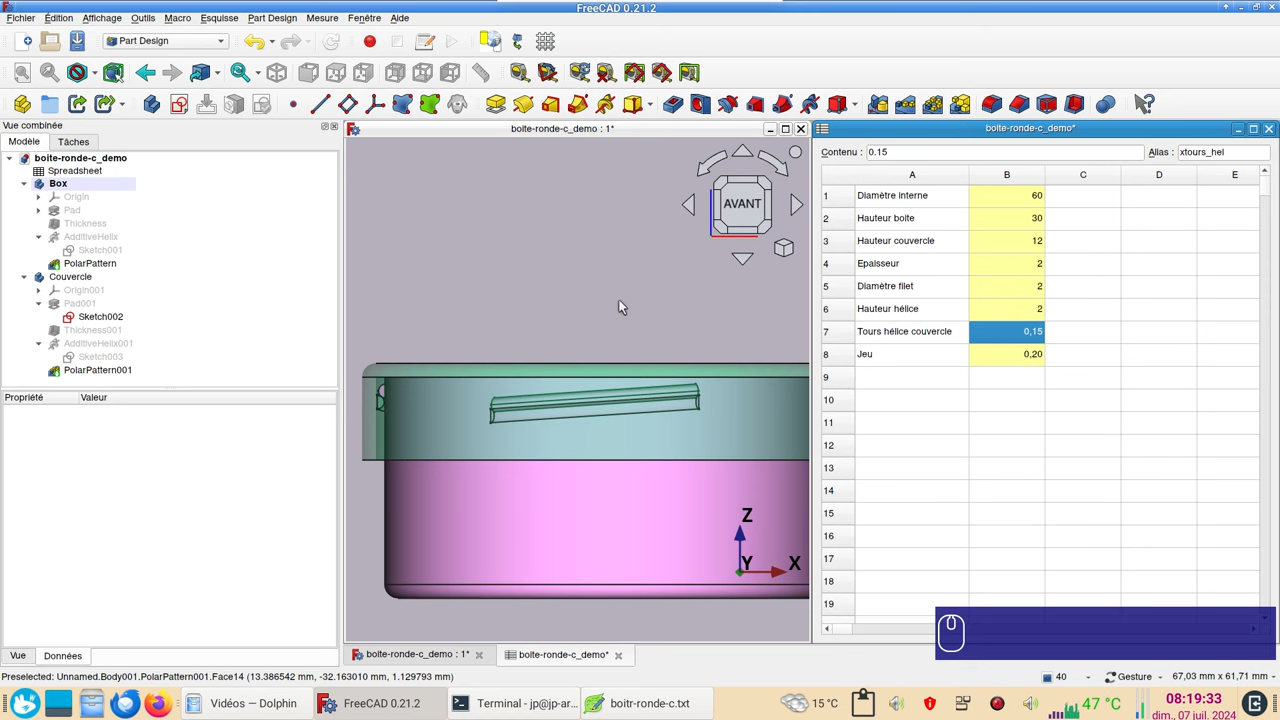 FreeCAD 0.21.2
Fichier Édition Affichage Outils Macro Esquisse Part Design Mesure Fenêtre Aide
Part Design
Vue combinée
boite-ronde-c_demo : 1*
boite-ronde-c_demo*
Modèle Tâches
Contenu : 0.15 Alias : xtours_hel
boite-ronde-c_demo
Spreadsheet
Box
Origin
Pad
Thickness
AdditiveHelix
Sketch001
PolarPattern
Couvercle
Origin001
Pad001
Sketch002
Thickness001
AdditiveHelix001
Sketch003
PolarPattern001
Propriété Valeur
AVANT
Z
Y X
A B C D E
1 Diamètre interne 60
2 Hauteur boite 30
3 Hauteur couvercle 12
4 Epaisseur 2
5 Diamètre filet 2
6 Hauteur hélice 2
7 Tours hélice couvercle 0,15
8 Jeu 0,20
9
10
11
12
13
14
15
16
17
18
19
Vue Données
boite-ronde-c_demo : 1* boite-ronde-c_demo*
Preselected: Unnamed.Body001.PolarPattern001.Face14 (13.386542 mm, -32.163010 mm, 1.129793 mm)
40 Gesture 67,03 mm x 61,71 mm
Vidéos — Dolphin
FreeCAD 0.21.2
Terminal - jp@jp-ar...
boitr-ronde-c.txt
15°C
47 °C
08:19:33
dim., 07 juil. 2024